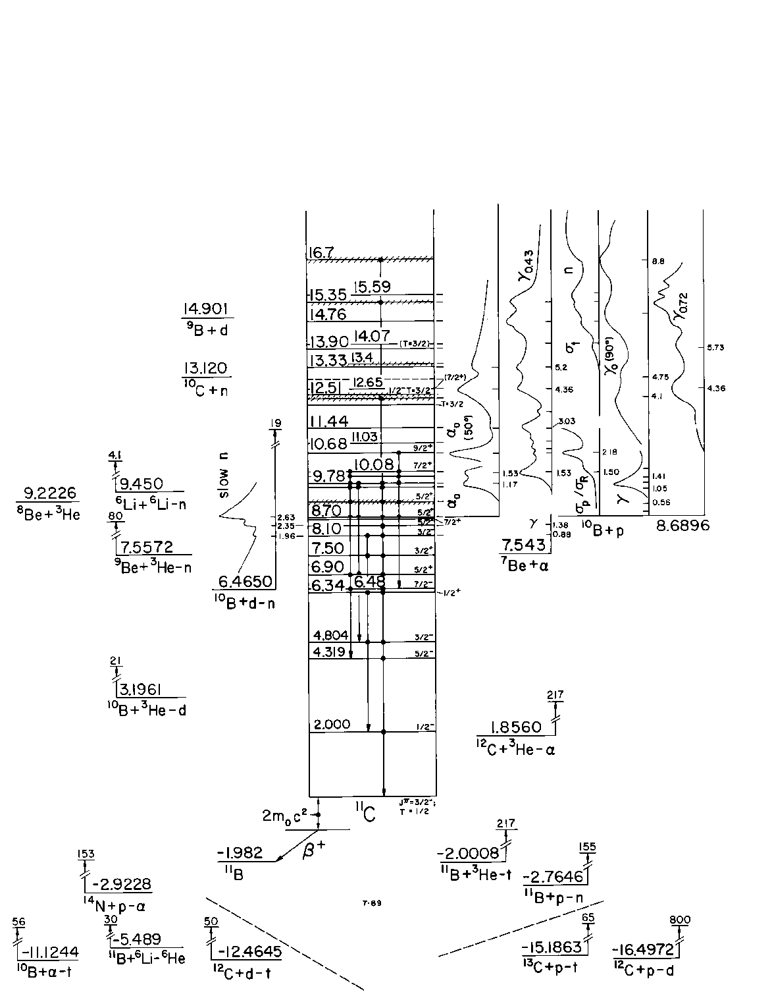 16.7
15.59
15.35
14.76
14.07
13.90
(T=3/2)
13.33
13.4
12.65
(7/2+)
12.51
1/2- T=3/2
T=3/2
11.44
11.03
10.68
9/2+
10.08
7/2+
9.78
5/2+
8.70
5/2+
5/2-
7/2+
8.10
3/2-
7.50
3/2+
6.90
5/2+
6.48
7/2-
6.34
1/2+
4.804
3/2-
4.319
5/2-
2.000
1/2-
¹¹C
Jπ=3/2-;
T=1/2
2m₀c²
β⁺
-1.982
¹¹B
14.901
⁹B+d
13.120
¹⁰C+n
9.2226
⁸Be+³He
4.1
9.450
⁶Li+⁶Li-n
80
7.5572
⁹Be+³He-n
19
slow n
2.63
2.35
1.96
6.4650
¹⁰B+d-n
21
3.1961
¹⁰B+³He-d
α₀
(50°)
α₀
1.53
1.17
γ0.43
5.2
4.36
3.03
1.53
γ
1.38
0.88
7.543
⁷Be+α
n
σt
σp/σR
2.18
1.50
¹⁰B+p
γ₀(90°)
γ
8.8
4.75
4.1
1.41
1.05
0.56
γ0.72
5.73
4.36
8.6896
217
1.8560
¹²C+³He-α
217
-2.0008
¹¹B+³He-t
155
-2.7646
¹¹B+p-n
153
-2.9228
¹⁴N+p-α
7-89
56
-11.1244
¹⁰B+α-t
30
-5.489
¹¹B+⁶Li-⁶He
50
-12.4645
¹²C+d-t
65
-15.1863
¹³C+p-t
800
-16.4972
¹²C+p-d